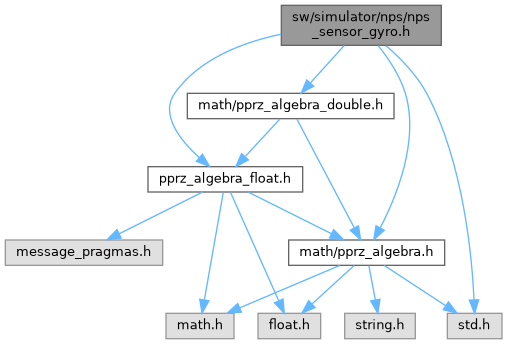 sw/simulator/nps/nps
_sensor_gyro.h
math/pprz_algebra_double.h
pprz_algebra_float.h
message_pragmas.h
math/pprz_algebra.h
math.h
float.h
string.h
std.h